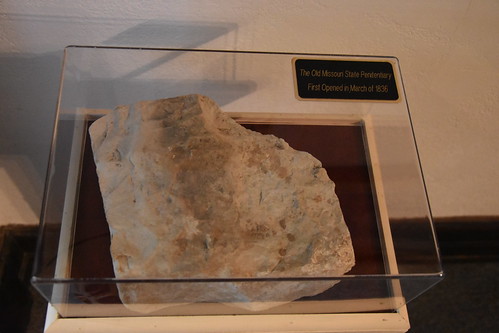 The Old Missouri State Penitentiary
First Opened in March of 1836